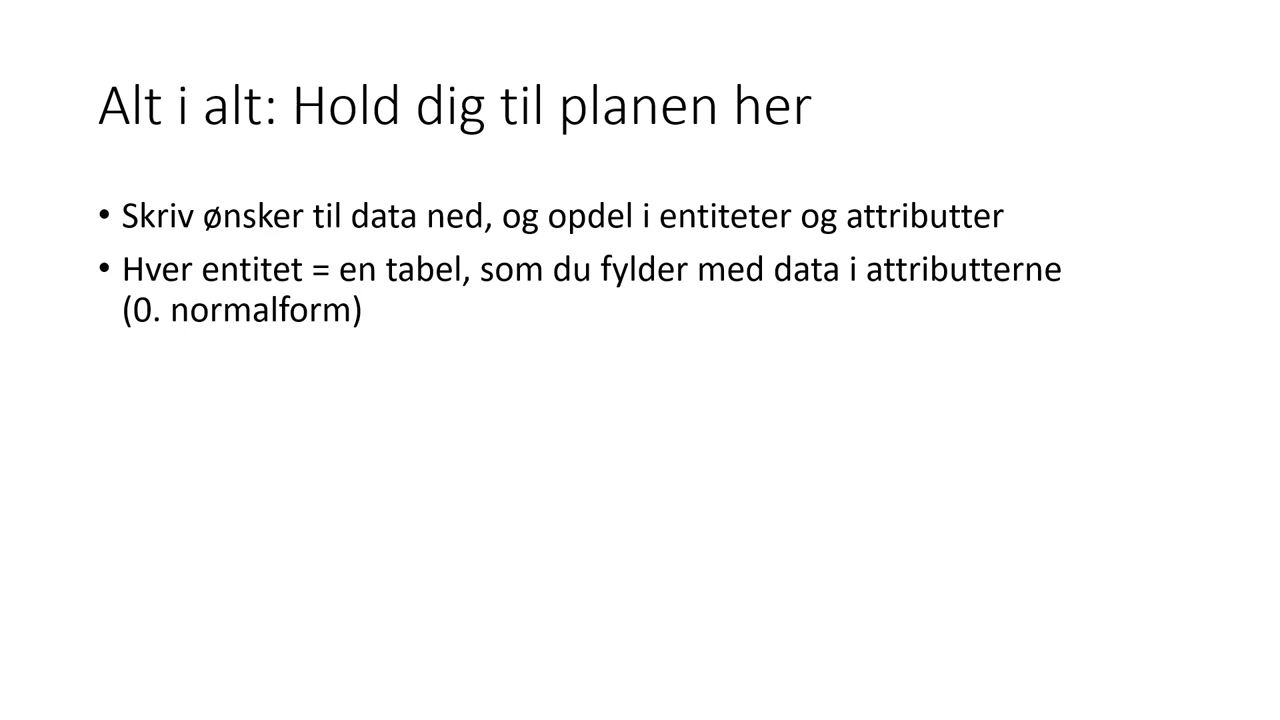 Alt i alt: Hold dig til planen her
• Skriv ønsker til data ned, og opdel i entiteter og attributter
• Hver entitet = en tabel, som du fylder med data i attributterne
(0. normalform)